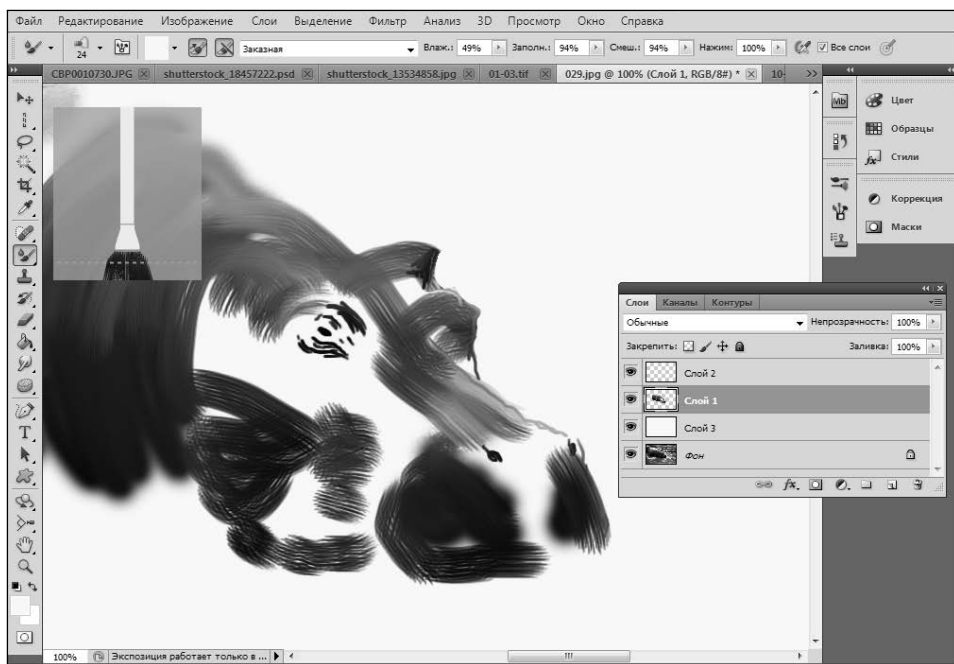 Файл Редактирование Изображение Слои Выделение Фильтр Анализ 3D Просмотр Окно Справка
24 Заказная Влаж.: 49% Заполн.: 94% Смеш.: 94% Нажим: 100% Все слои
CBP0010730.JPG shutterstock_18457222.psd shutterstock_13534858.jpg 01-03.tif 029.jpg @ 100% (Слой 1, RGB/8#) * 10-
Mb Цвет
Образцы
Стили
Коррекция
Маски
Слои Каналы Контуры
Обычные Непрозрачность: 100%
Закрепить: Заливка: 100%
Слой 2
Слой 1
Слой 3
Фон
fx.
100% Экспозиция работает только в ...